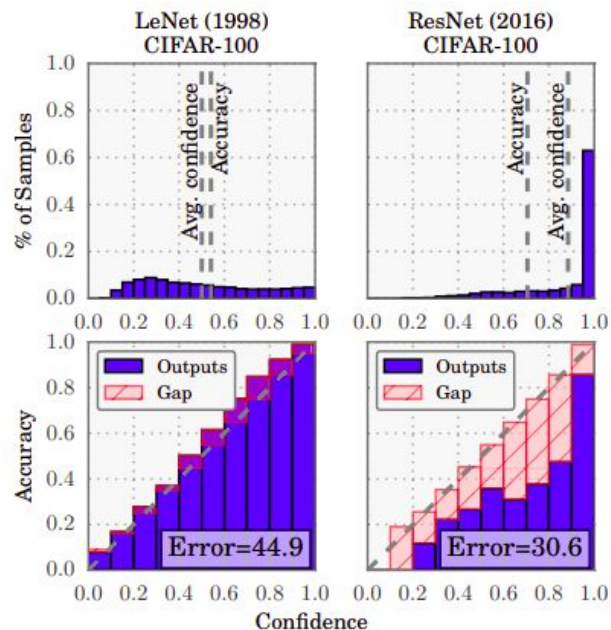 LeNet (1998)
CIFAR-100
ResNet (2016)
CIFAR-100
% of Samples
1.0
0.8
0.6
0.4
0.2
0.0
Avg. confidence
Accuracy
Accuracy
Avg. confidence
0.0 0.2 0.4 0.6 0.8 1.0
0.0 0.2 0.4 0.6 0.8 1.0
Accuracy
1.0
0.8
0.6
0.4
0.2
0.0
Outputs
Gap
Error=44.9
Outputs
Gap
Error=30.6
0.0 0.2 0.4 0.6 0.8 1.0
0.0 0.2 0.4 0.6 0.8 1.0
Confidence